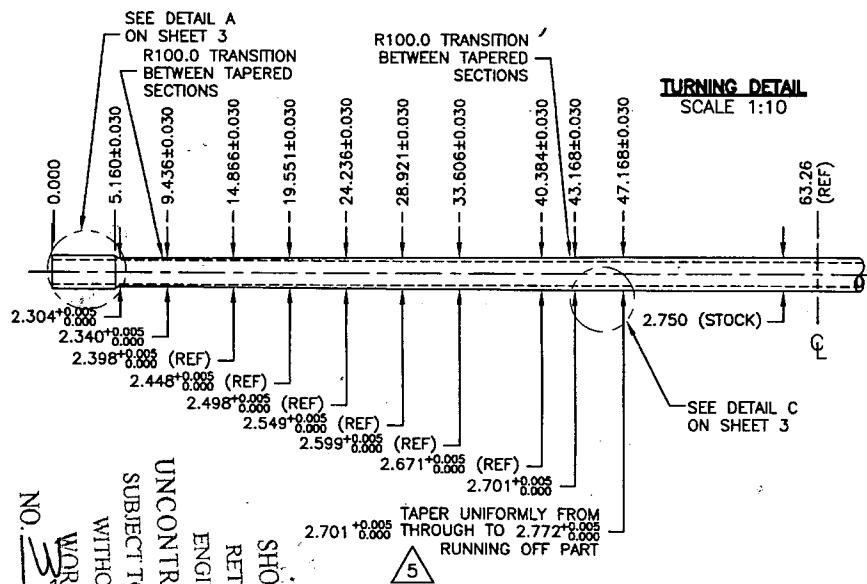 SEE DETAIL A
ON SHEET 3
R100.0 TRANSITION
BETWEEN TAPERED
SECTIONS
R100.0 TRANSITION
BETWEEN TAPERED
SECTIONS
TURNING DETAIL
SCALE 1:10
0.000
5.160±0.030
9.436±0.030
14.866±0.030
19.551±0.030
24.236±0.030
28.921±0.030
33.606±0.030
40.384±0.030
43.168±0.030
47.168±0.030
63.26
(REF)
2.304 +0.005 0.000
2.340 +0.005 0.000
2.398 +0.005 0.000 (REF)
2.448 +0.005 0.000 (REF)
2.498 +0.005 0.000 (REF)
2.549 +0.005 0.000 (REF)
2.599 +0.005 0.000 (REF)
2.671 +0.005 0.000 (REF)
2.701 +0.005 0.000
2.750 (STOCK)
SEE DETAIL C
ON SHEET 3
TAPER UNIFORMLY FROM
2.701 +0.005 0.000 THROUGH TO 2.772 +0.005 0.000
RUNNING OFF PART
5
SHO
RET
ENGI
UNCONTR
SUBJECT T
WITHO
WOR
NO.